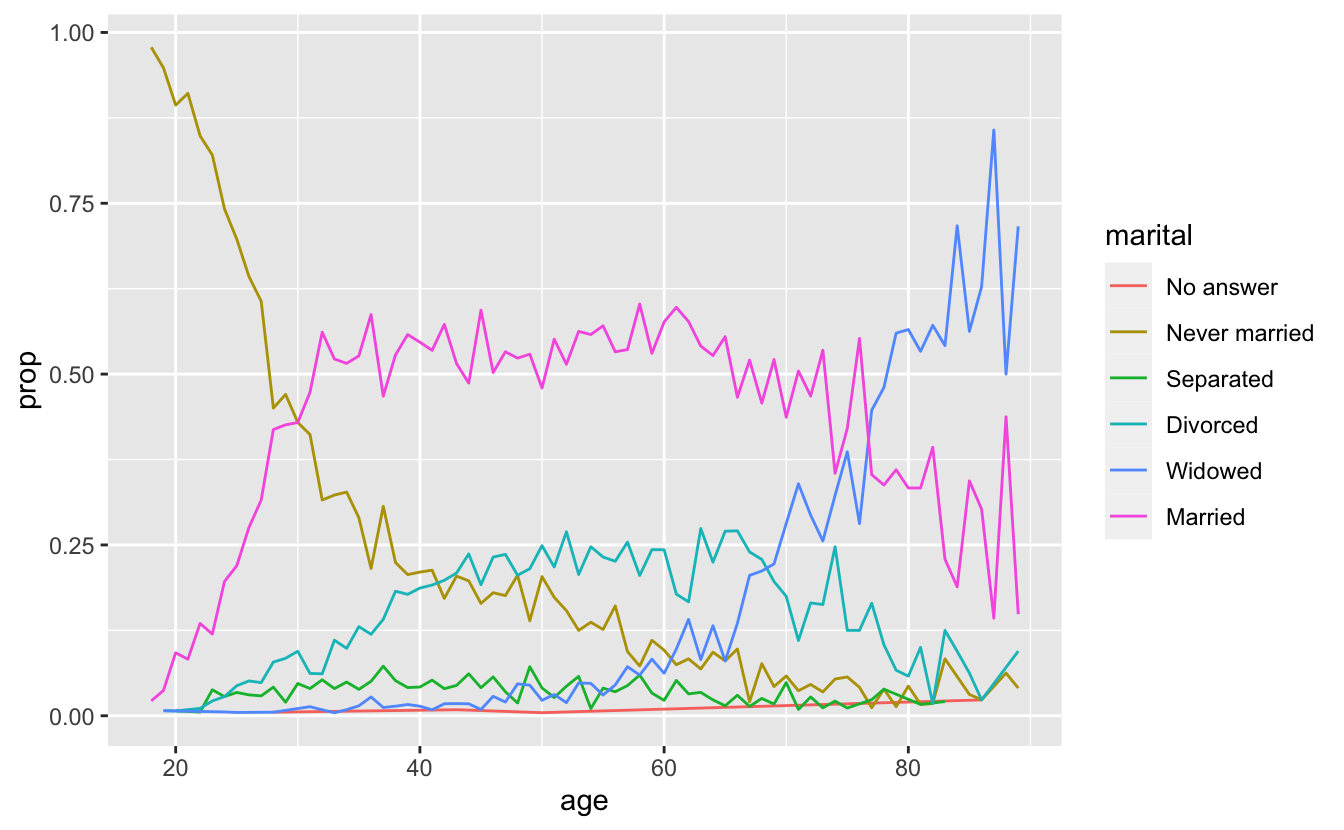 1.00
0.75
0.50
0.25
0.00
prop
20 40 60 80
age
marital
No answer
Never married
Separated
Divorced
Widowed
Married